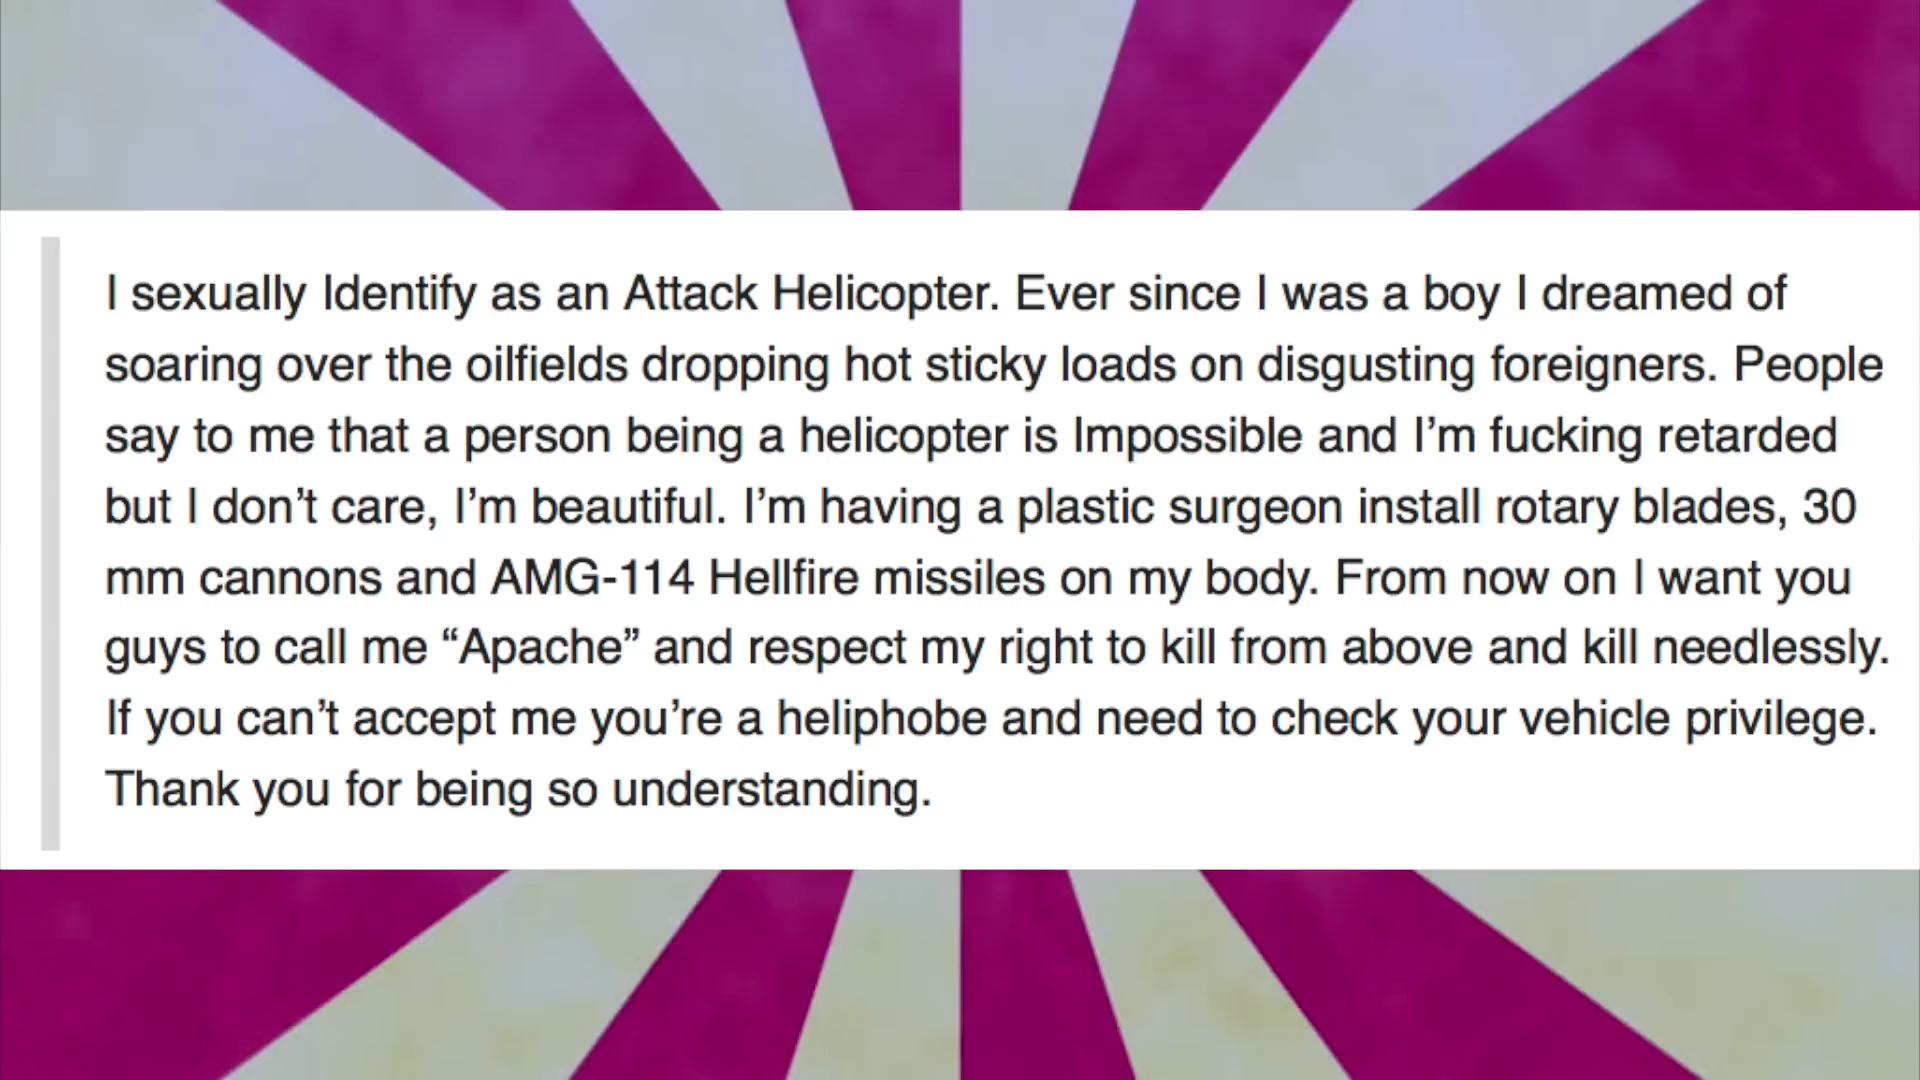 I sexually Identify as an Attack Helicopter. Ever since I was a boy I dreamed of
soaring over the oilfields dropping hot sticky loads on disgusting foreigners. People
say to me that a person being a helicopter is Impossible and I’m fucking retarded
but I don’t care, I’m beautiful. I’m having a plastic surgeon install rotary blades, 30
mm cannons and AMG-114 Hellfire missiles on my body. From now on I want you
guys to call me “Apache” and respect my right to kill from above and kill needlessly.
If you can’t accept me you’re a heliphobe and need to check your vehicle privilege.
Thank you for being so understanding.